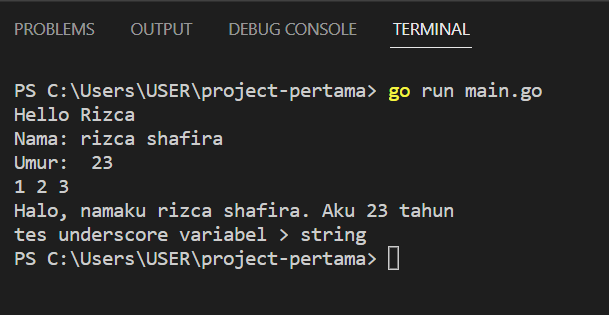 PROBLEMS OUTPUT DEBUG CONSOLE TERMINAL
PS C:\Users\USER\project-pertama> go run main.go
Hello Rizca
Nama: rizca shafira
Umur:  23
1 2 3
Halo, namaku rizca shafira. Aku 23 tahun
tes underscore variabel > string
PS C:\Users\USER\project-pertama>